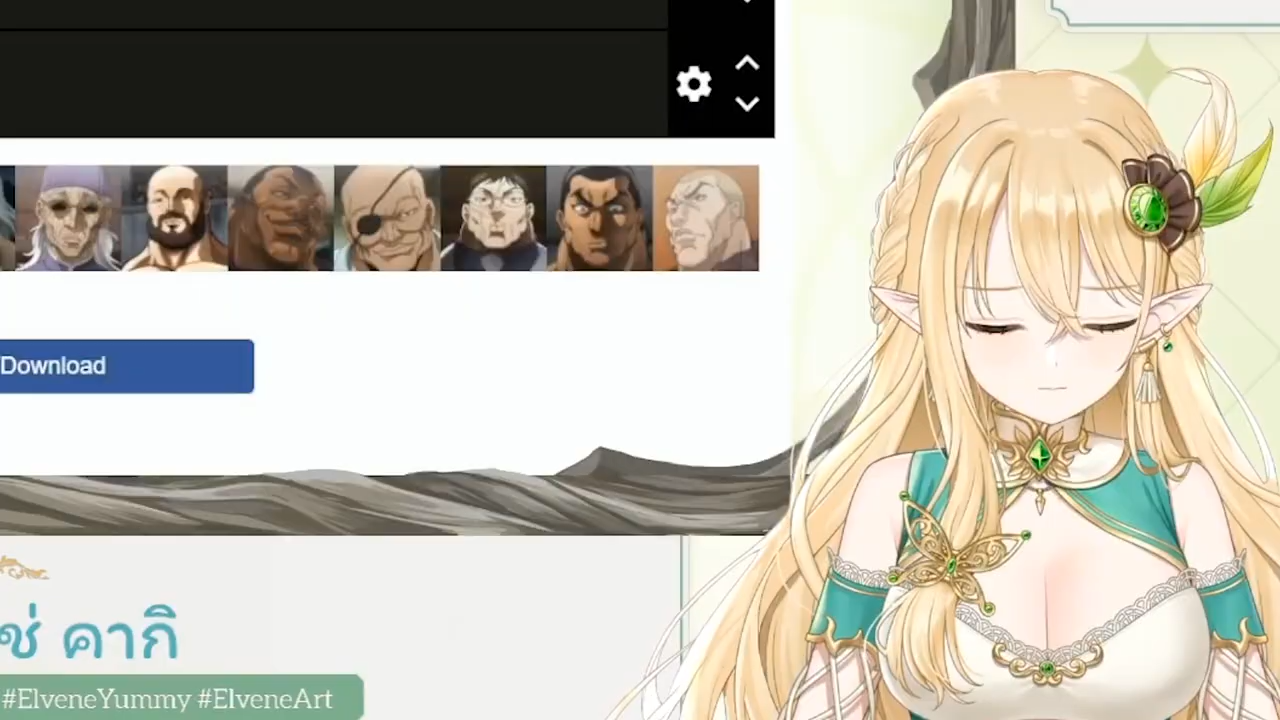 Download
ช่ คากิ
#ElveneYummy #ElveneArt